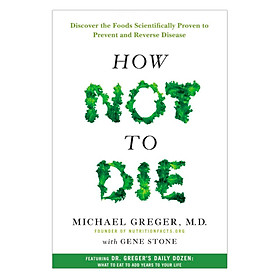 Discover the Foods Scientifically Proven to
Prevent and Reverse Disease
HOW
NOT
TO
DIE
MICHAEL GREGER, M.D.
FOUNDER OF NUTRITIONFACTS.ORG
with GENE STONE
FEATURING DR. GREGER'S DAILY DOZEN:
WHAT TO EAT TO ADD YEARS TO YOUR LIFE